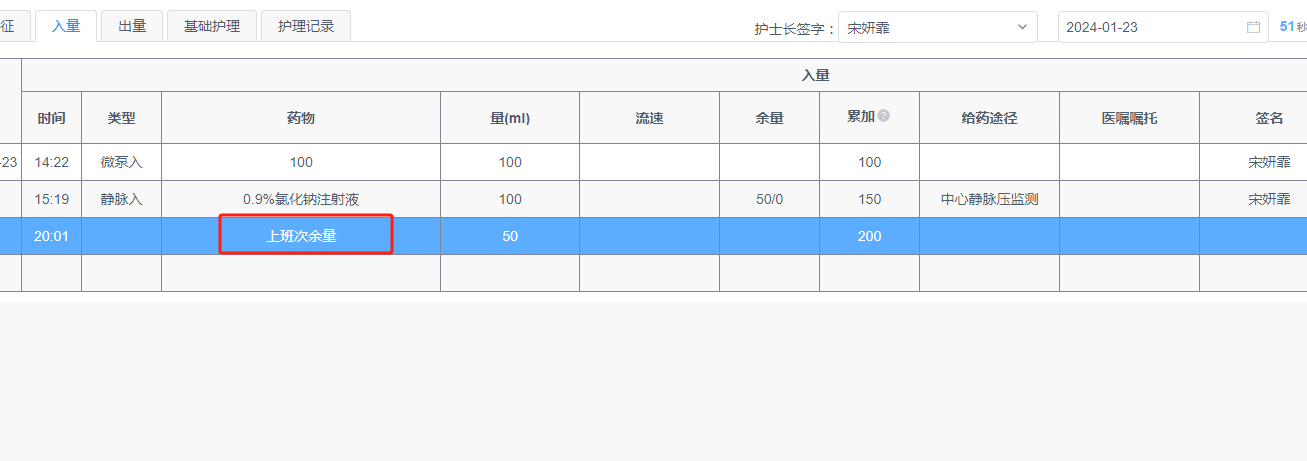 征 入量 出量 基础护理 护理记录 护士长签字： 宋妍霏 2024-01-23 51秒
入量
时间 类型 药物 量(ml) 流速 余量 累加 ? 给药途径 医嘱嘱托 签名
-23 14:22 微泵入 100 100 100 宋妍霏
15:19 静脉入 0.9%氯化钠注射液 100 50/0 150 中心静脉压监测 宋妍霏
20:01 上班次余量 50 200